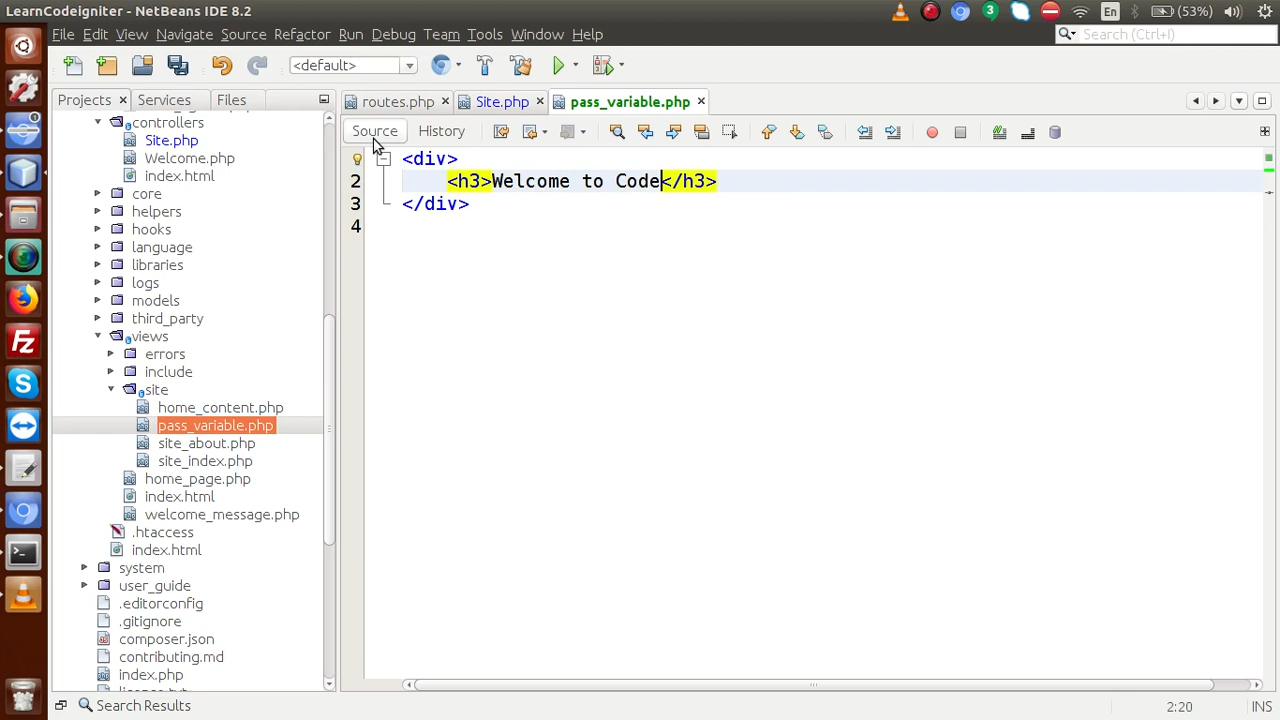 LearnCodeigniter - NetBeans IDE 8.2
3
En
(53%)
File Edit View Navigate Source Refactor Run Debug Team Tools Window Help
Search (Ctrl+I)
<default>
Projects Services Files
routes.php Site.php pass_variable.php
Source History
controllers
Site.php
Welcome.php
index.html
core
helpers
hooks
language
libraries
logs
models
third_party
views
errors
include
site
home_content.php
pass_variable.php
site_about.php
site_index.php
home_page.php
index.html
welcome_message.php
.htaccess
index.html
system
user_guide
.editorconfig
.gitignore
composer.json
contributing.md
index.php
license.txt
<div>
2 <h3>Welcome to Code</h3>
3 </div>
4
Search Results
2:20 INS